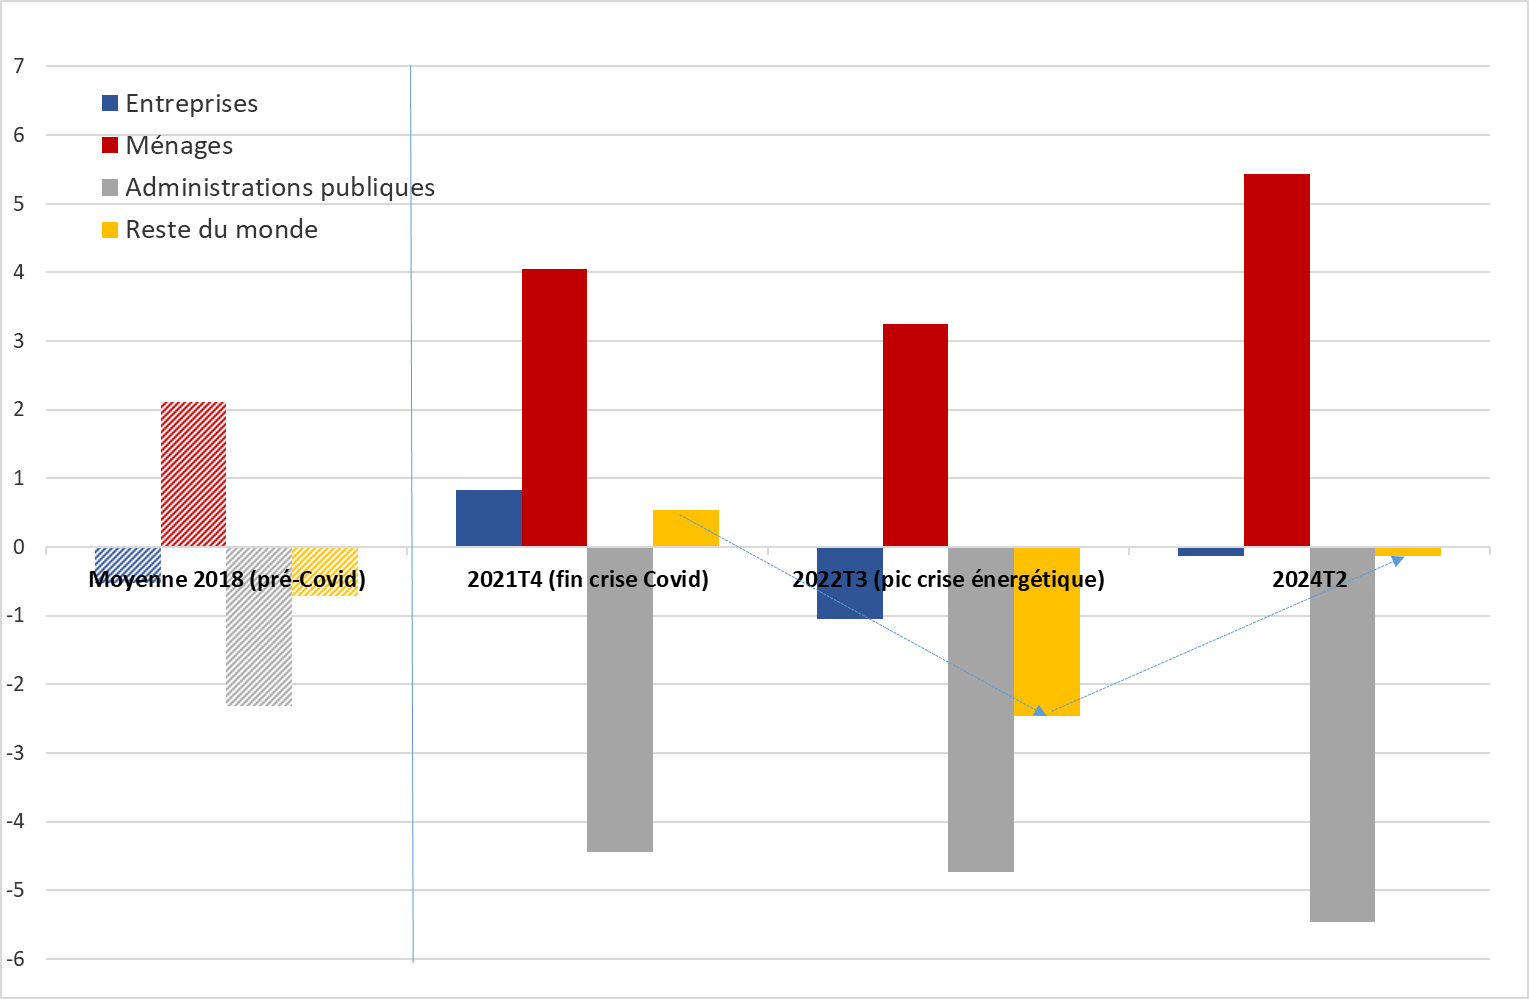 7
Entreprises
6
Ménages
Administrations publiques
5
Reste du monde
4
3
2
1
0
Moyenne 2018 (pré-Covid) 2021T4 (fin crise Covid) 2022T3 (pic crise énergétique) 2024T2
-1
-2
-3
-4
-5
-6